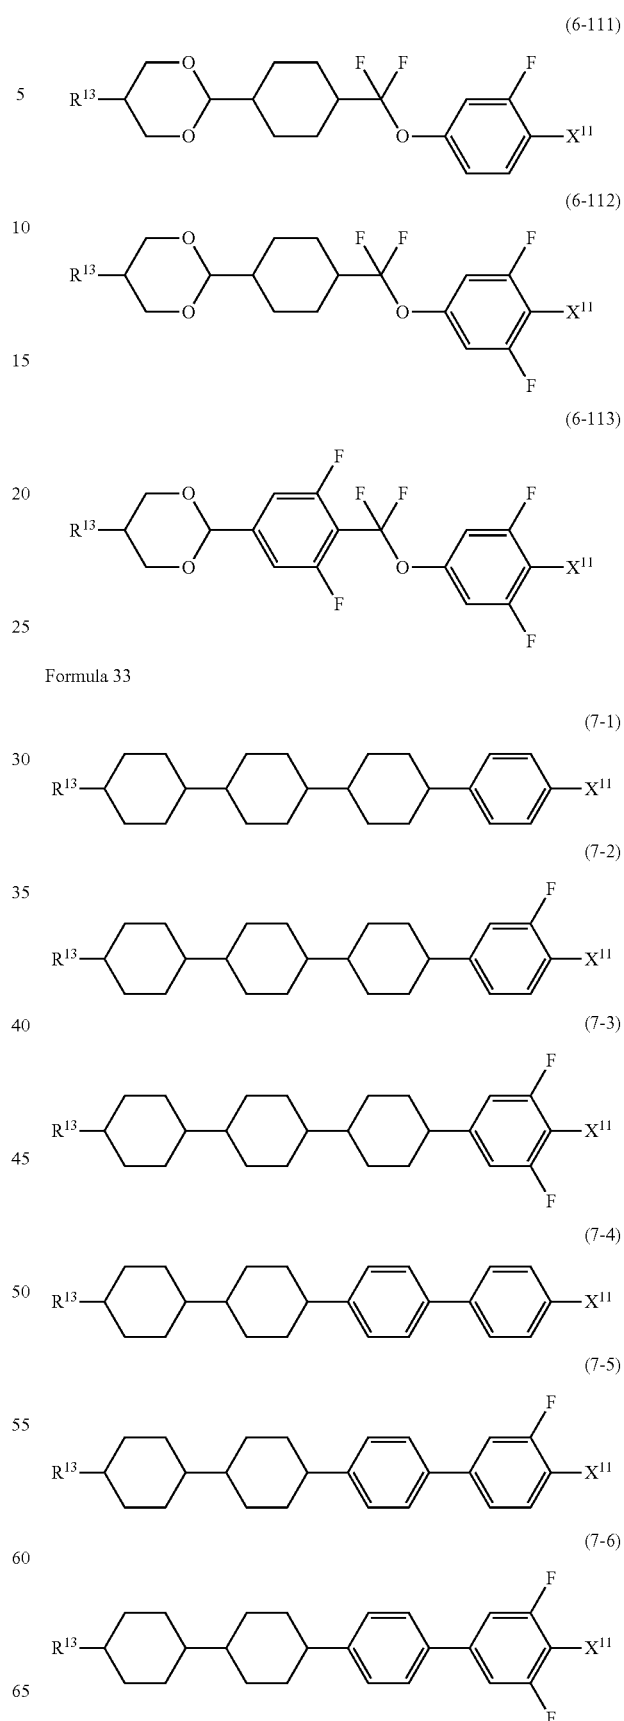 (6-111)
F F F
5
R13 O O O X11
(6-112)
10
F F F
R13 O O O X11
15
F
(6-113)
F
20
F F F
R13 O O O X11
F
25
F
Formula 33
(7-1)
30
R13 X11
(7-2)
35
F
R13 X11
40
(7-3)
F
R13 X11
45
F
(7-4)
50
R13 X11
(7-5)
F
55
R13 X11
(7-6)
60
F
R13 X11
65
F